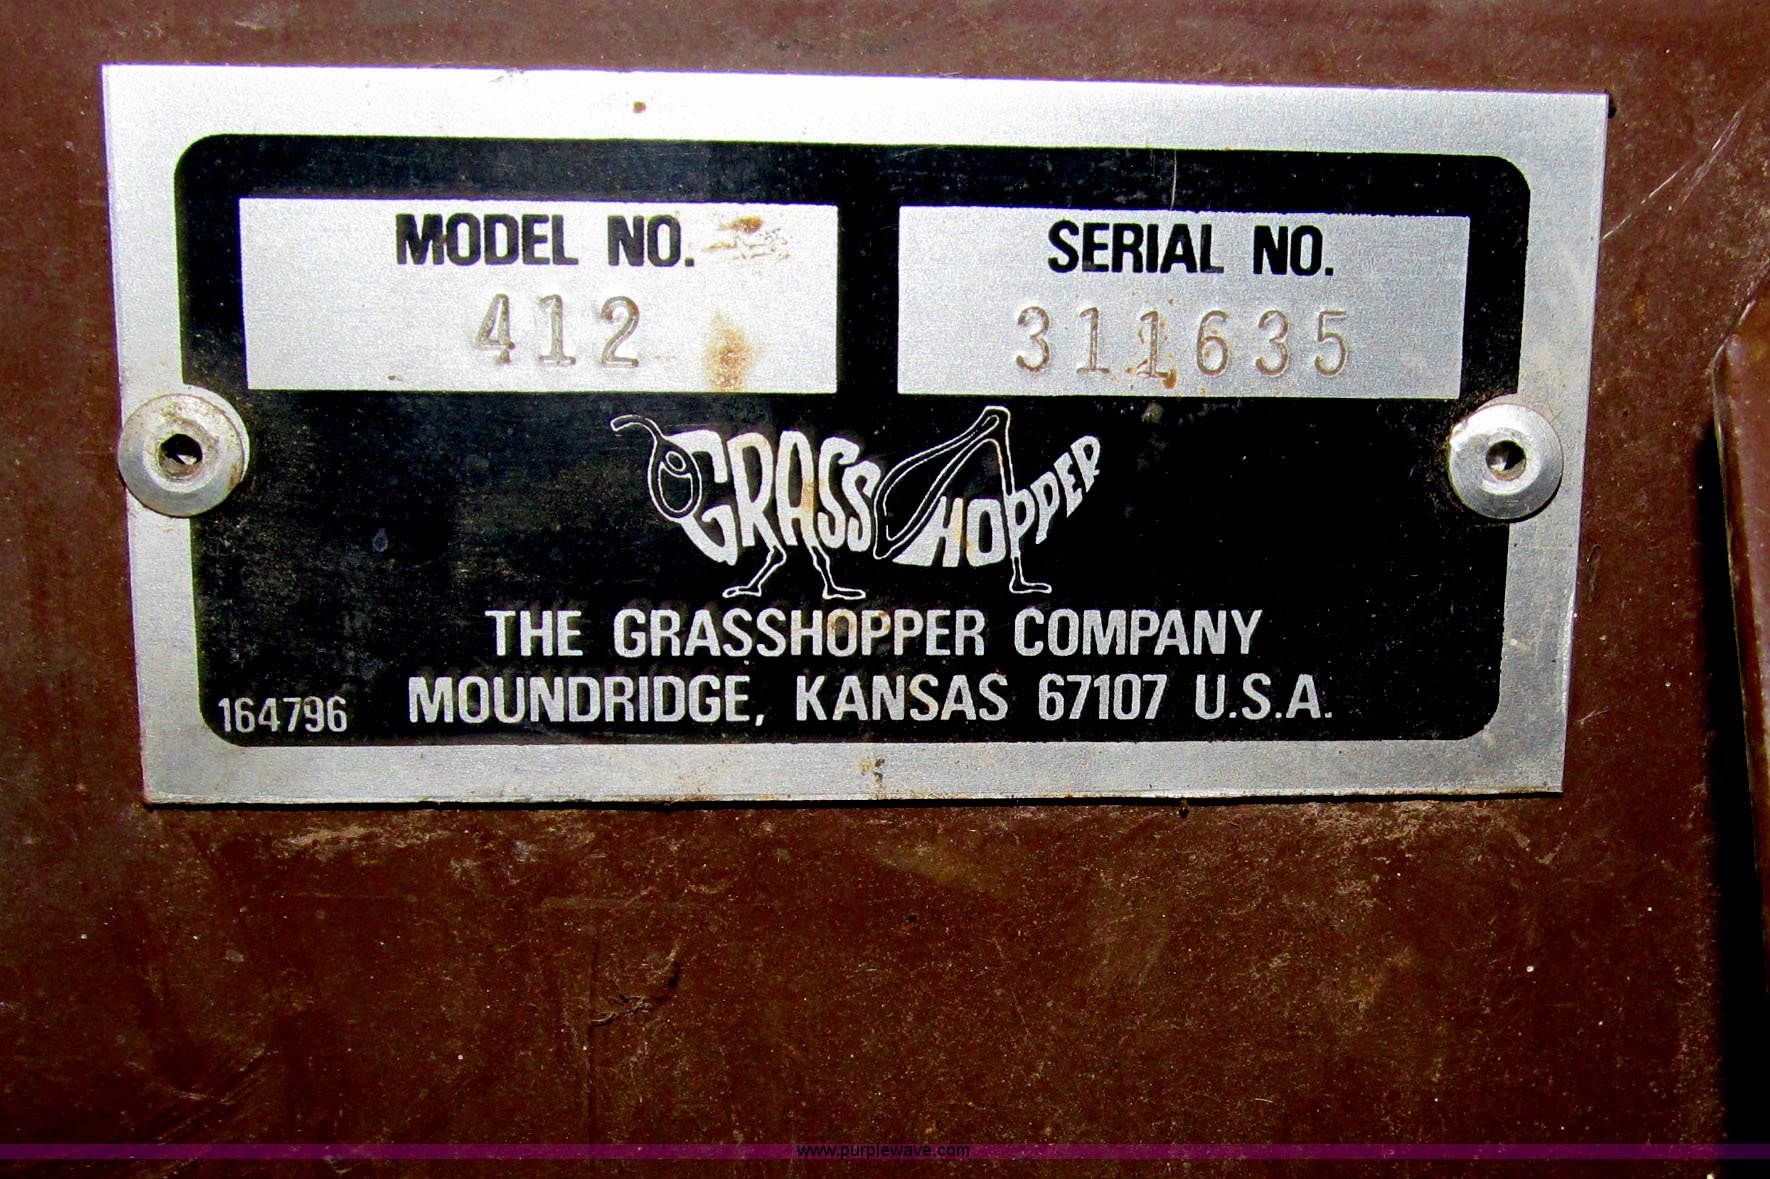 MODEL NO.
412
SERIAL NO.
311635
GRASSHOPPER
THE GRASSHOPPER COMPANY
MOUNDRIDGE, KANSAS 67107 U.S.A.
164796
www.purplewave.com